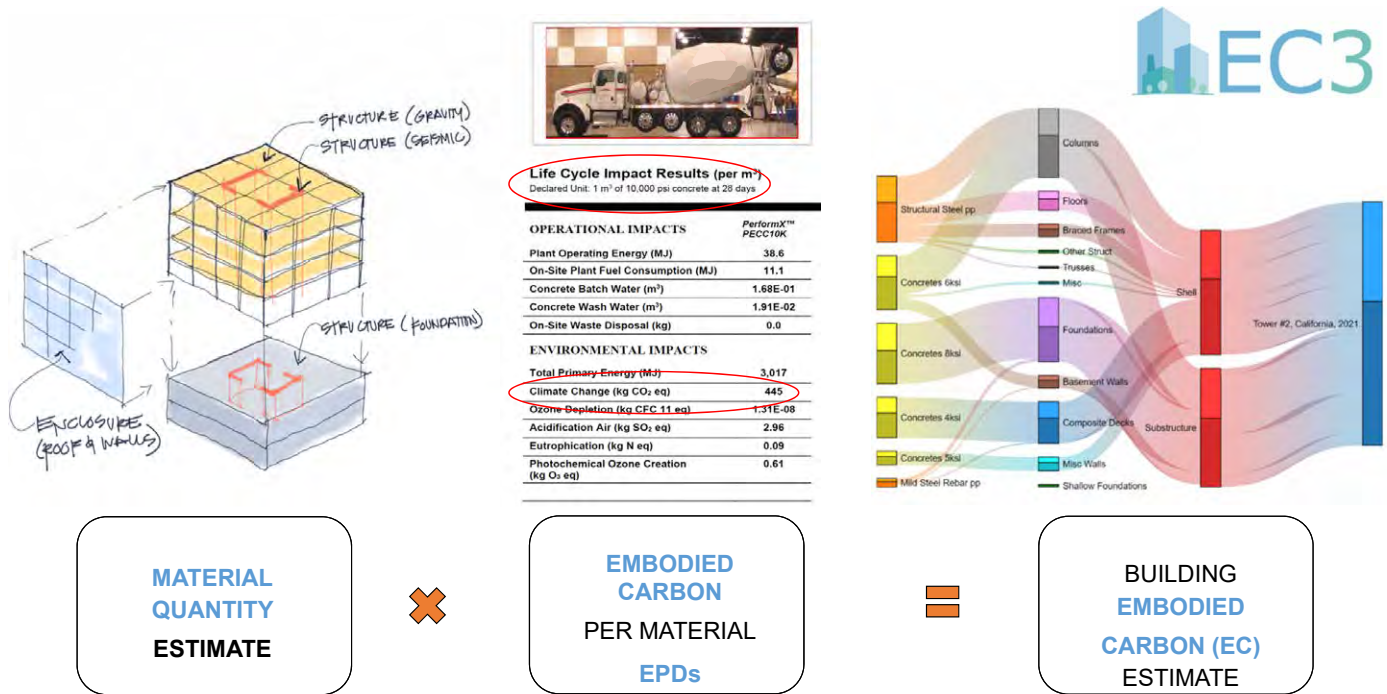 STRUCTURE (GRAVITY)
STRUCTURE (SEISMIC)
STRUCTURE (FOUNDATION)
ENCLOSURE
(ROOF & WALLS)
Life Cycle Impact Results (per m³)
Declared Unit: 1 m³ of 10,000 psi concrete at 28 days
OPERATIONAL IMPACTS PerformX™ PECC10K
Plant Operating Energy (MJ) 38.6
On-Site Plant Fuel Consumption (MJ) 11.1
Concrete Batch Water (m³) 1.68E-01
Concrete Wash Water (m³) 1.91E-02
On-Site Waste Disposal (kg) 0.0
ENVIRONMENTAL IMPACTS
Total Primary Energy (MJ) 3,017
Climate Change (kg CO₂ eq) 445
Ozone Depletion (kg CFC 11 eq) 1.31E-08
Acidification Air (kg SO₂ eq) 2.96
Eutrophication (kg N eq) 0.09
Photochemical Ozone Creation 0.61
(kg O₃ eq)
EC3
Structural Steel pp
Concretes 6ksi
Concretes 8ksi
Concretes 4ksi
Concretes 5ksi
Mild Steel Rebar pp
Columns
Floors
Braced Frames
Other Struct
Trusses
Misc
Foundations
Basement Walls
Composite Decks
Misc Walls
Shallow Foundations
Shell
Substructure
Tower #2, California, 2021
MATERIAL
QUANTITY
ESTIMATE
EMBODIED
CARBON
PER MATERIAL
EPDs
BUILDING
EMBODIED
CARBON (EC)
ESTIMATE